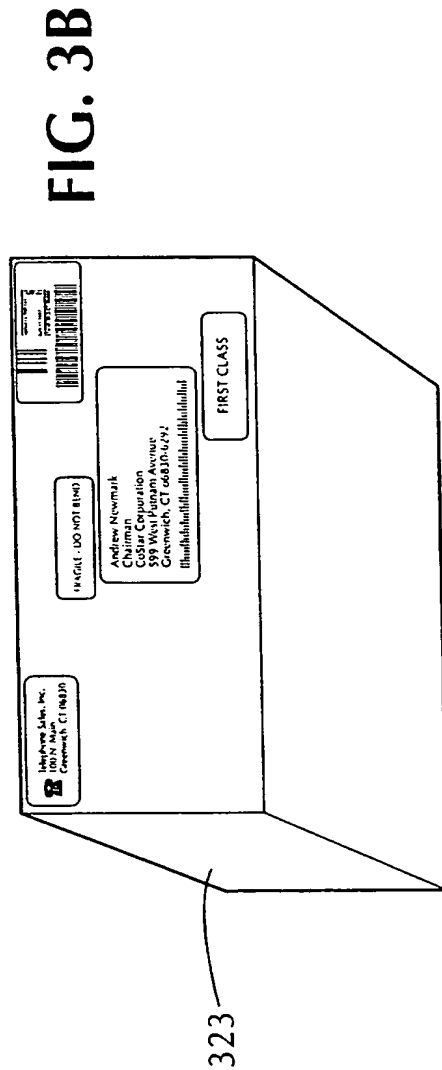 FIG. 3B
Telephone Sales, Inc.
100 N. Main
Greenwich, CT 06830
FRAGILE - DO NOT BEND
Andrew Newmark
Chairman
CoStar Corporation
599 West Putnam Avenue
Greenwich, CT 06830-6292
FIRST CLASS
323